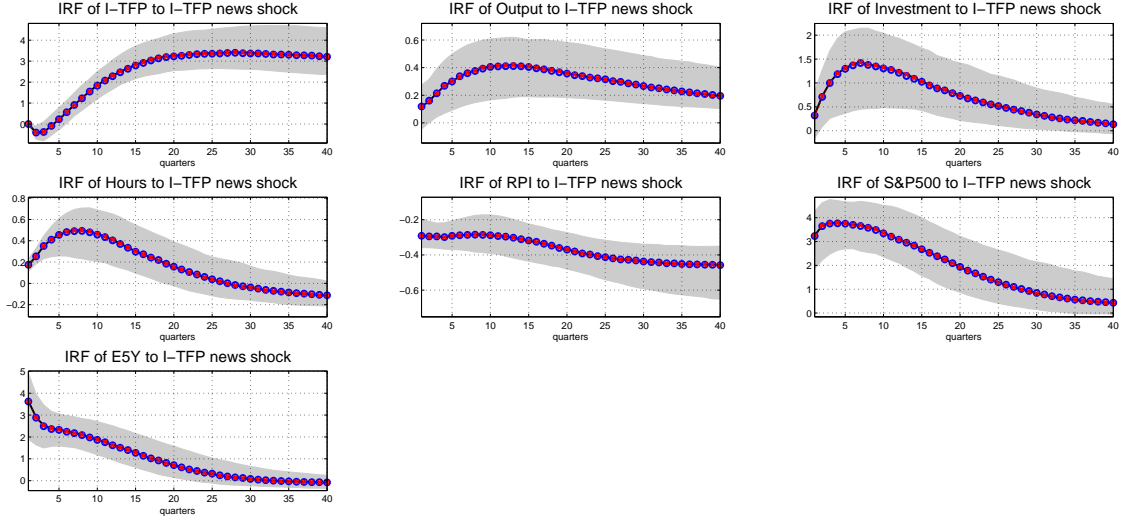 IRF of I−TFP to I−TFP news shock
4
3
2
1
0
5 10 15 20 25 30 35 40
quarters
IRF of Output to I−TFP news shock
0.6
0.4
0.2
0
5 10 15 20 25 30 35 40
quarters
IRF of Investment to I−TFP news shock
2
1.5
1
0.5
0
5 10 15 20 25 30 35 40
quarters
IRF of Hours to I−TFP news shock
0.8
0.6
0.4
0.2
0
−0.2
5 10 15 20 25 30 35 40
quarters
IRF of RPI to I−TFP news shock
−0.2
−0.4
−0.6
5 10 15 20 25 30 35 40
quarters
IRF of S&P500 to I−TFP news shock
4
3
2
1
0
5 10 15 20 25 30 35 40
quarters
IRF of E5Y to I−TFP news shock
5
4
3
2
1
0
5 10 15 20 25 30 35 40
quarters